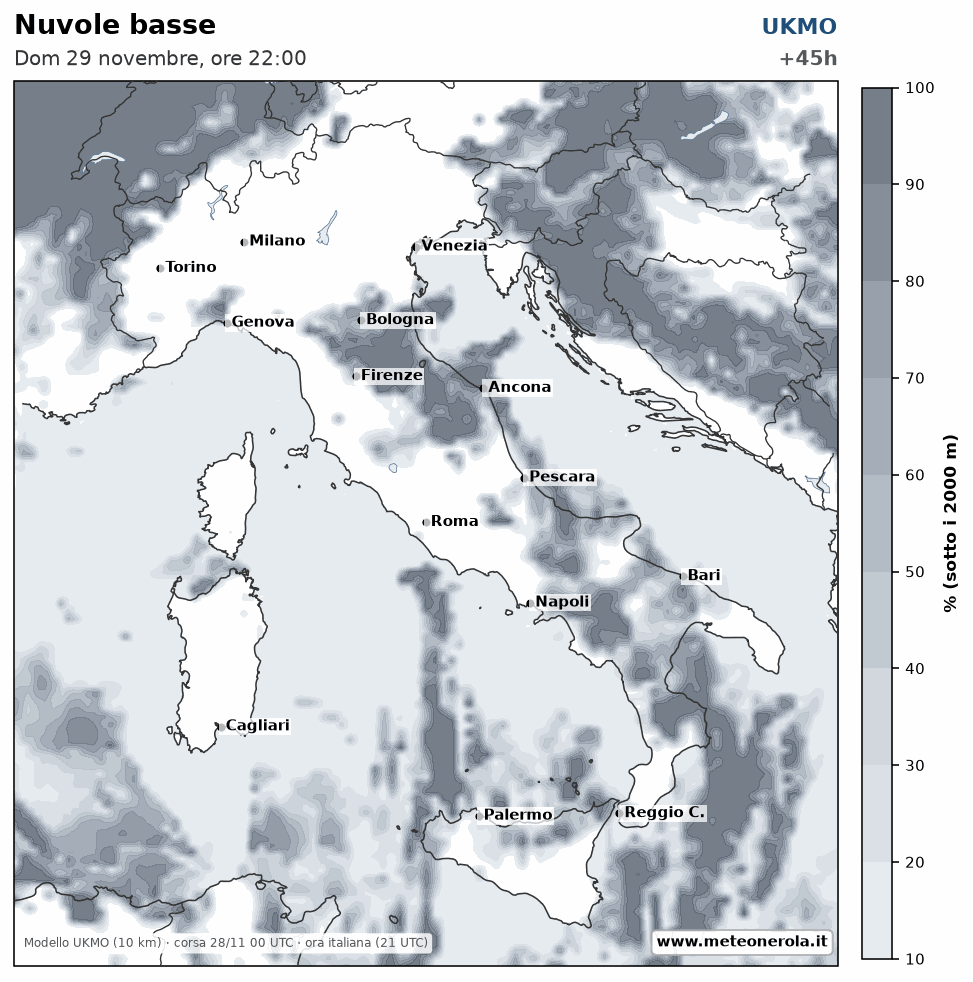 Nuvole basse
UKMO
Dom 29 novembre, ore 22:00
+45h
100
90
80
70
60
50
40
30
20
10
% (sotto i 2000 m)
Milano
Venezia
Torino
Genova
Bologna
Firenze
Ancona
Pescara
Roma
Bari
Napoli
Cagliari
Palermo
Reggio C.
Modello UKMO (10 km) · corsa 28/11 00 UTC · ora italiana (21 UTC)
www.meteonerola.it